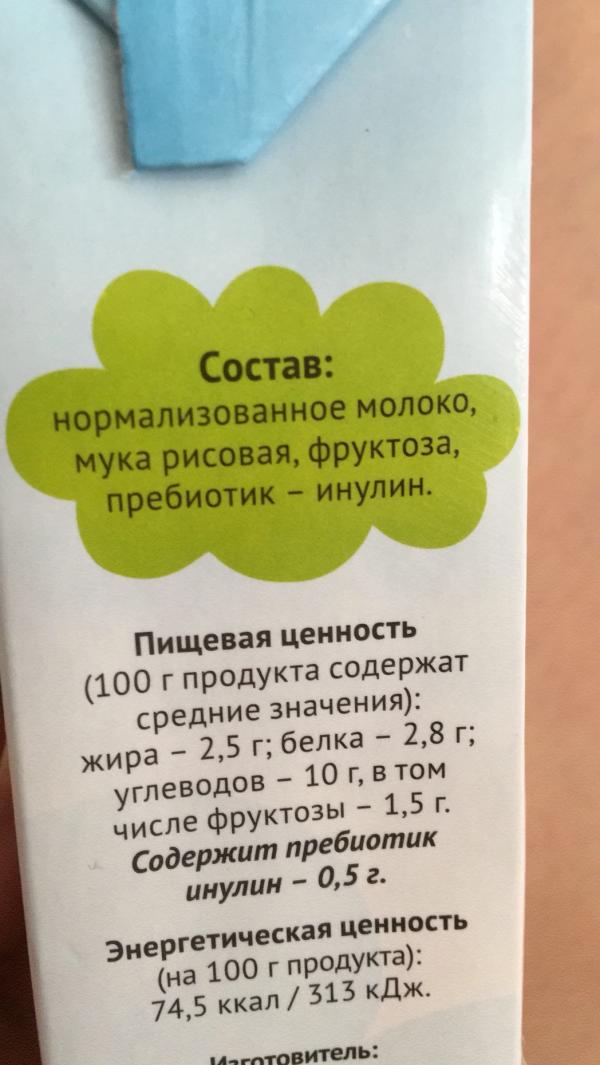 Состав:
нормализованное молоко,
мука рисовая, фруктоза,
пребиотик – инулин.
Пищевая ценность
(100 г продукта содержат
средние значения):
жира – 2,5 г; белка – 2,8 г;
углеводов – 10 г, в том
числе фруктозы – 1,5 г.
Содержит пребиотик
инулин – 0,5 г.
Энергетическая ценность
(на 100 г продукта):
74,5 ккал / 313 кДж.
Изготовитель: